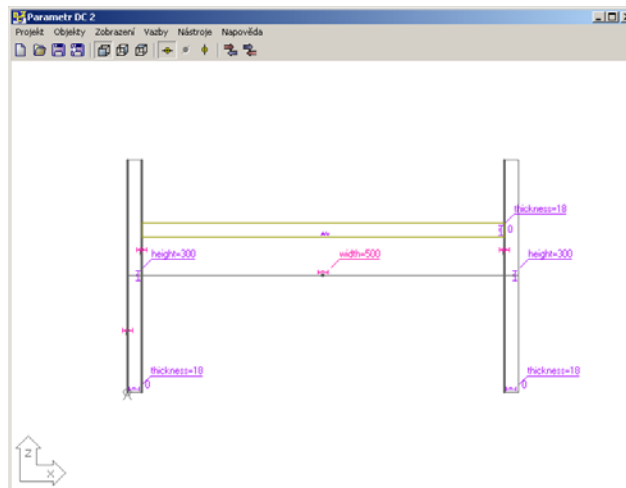 Parametr DC 2
Projekt Objekty Zobrazení Vazby Nástroje Nápověda
thickness=18
0
height=300
width=500
height=300
thickness=18
0
thickness=18
0
Z
X